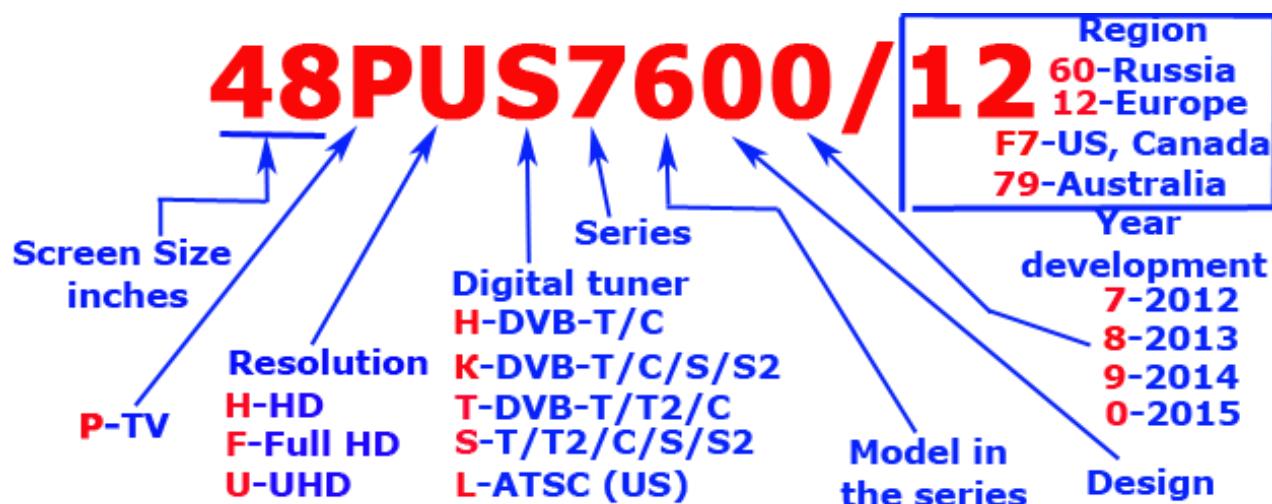 48PUS7600/12
Region
60-Russia
12-Europe
F7-US, Canada
79-Australia
Screen Size
inches
P-TV
Resolution
H-HD
F-Full HD
U-UHD
Digital tuner
H-DVB-T/C
K-DVB-T/C/S/S2
T-DVB-T/T2/C
S-T/T2/C/S/S2
L-ATSC (US)
Series
Model in
the series
Design
Year
development
7-2012
8-2013
9-2014
0-2015